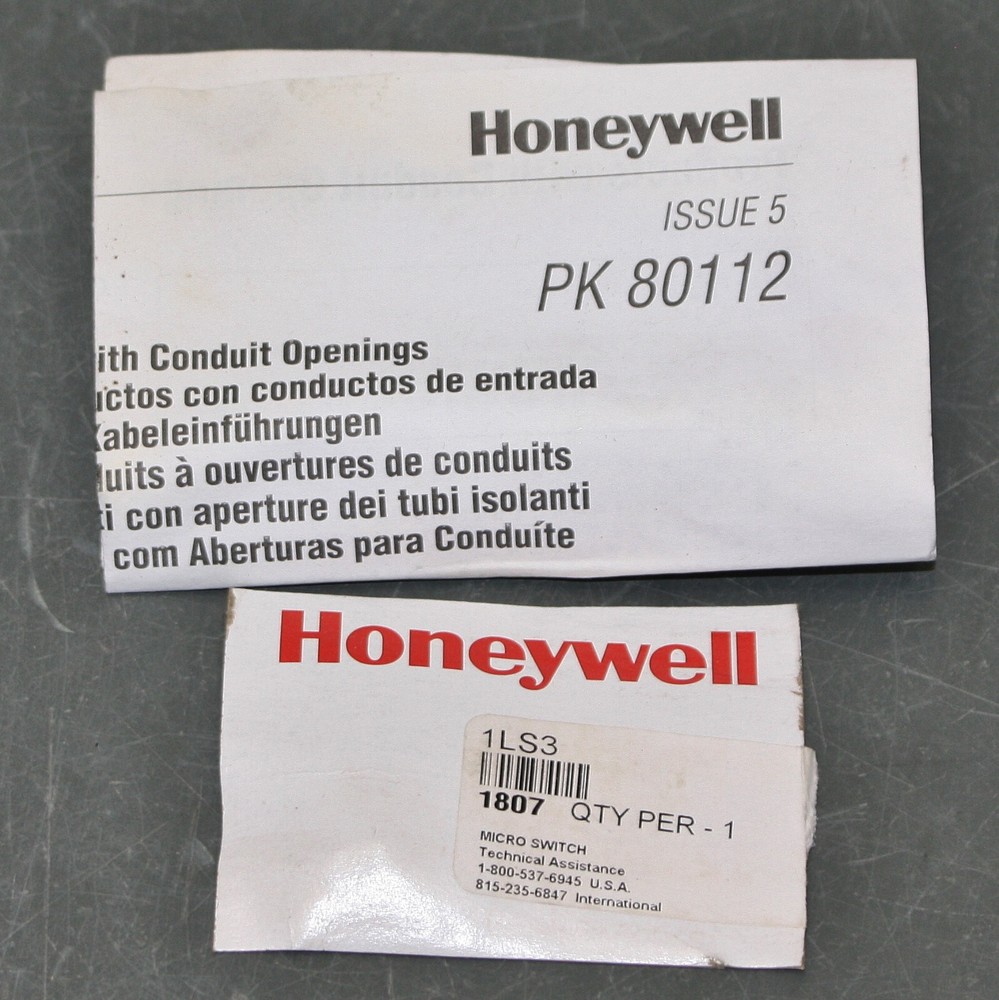 Honeywell
ISSUE 5
PK 80112
ith Conduit Openings
ictos con conductos de entrada
Kabeleinführungen
duits à ouvertures de conduits
ti con aperture dei tubi isolanti
com Aberturas para Conduíte
Honeywell
1LS3
1807 QTY PER - 1
MICRO SWITCH
Technical Assistance
1-800-537-6945 U.S.A.
815-235-6847 International